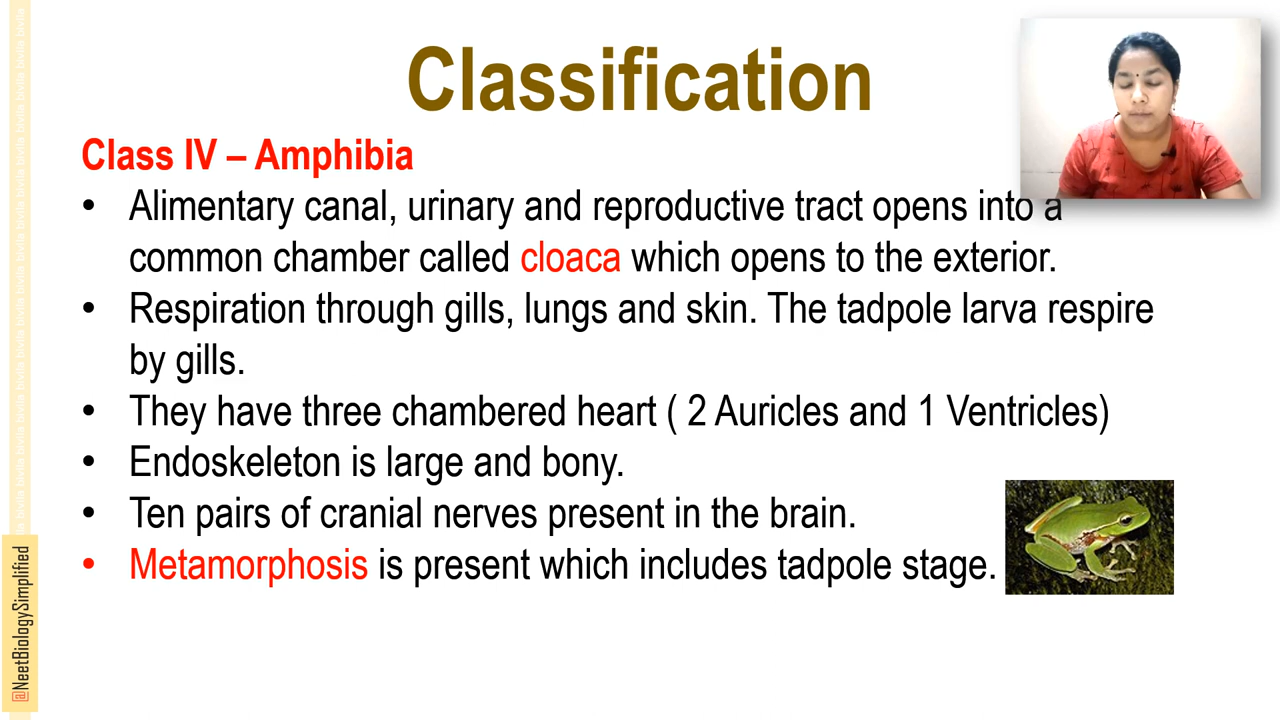 Classification
Class IV – Amphibia
• Alimentary canal, urinary and reproductive tract opens into a
common chamber called cloaca which opens to the exterior.
• Respiration through gills, lungs and skin. The tadpole larva respire
by gills.
• They have three chambered heart ( 2 Auricles and 1 Ventricles)
• Endoskeleton is large and bony.
• Ten pairs of cranial nerves present in the brain.
• Metamorphosis is present which includes tadpole stage.
@NeetBiologySimplified